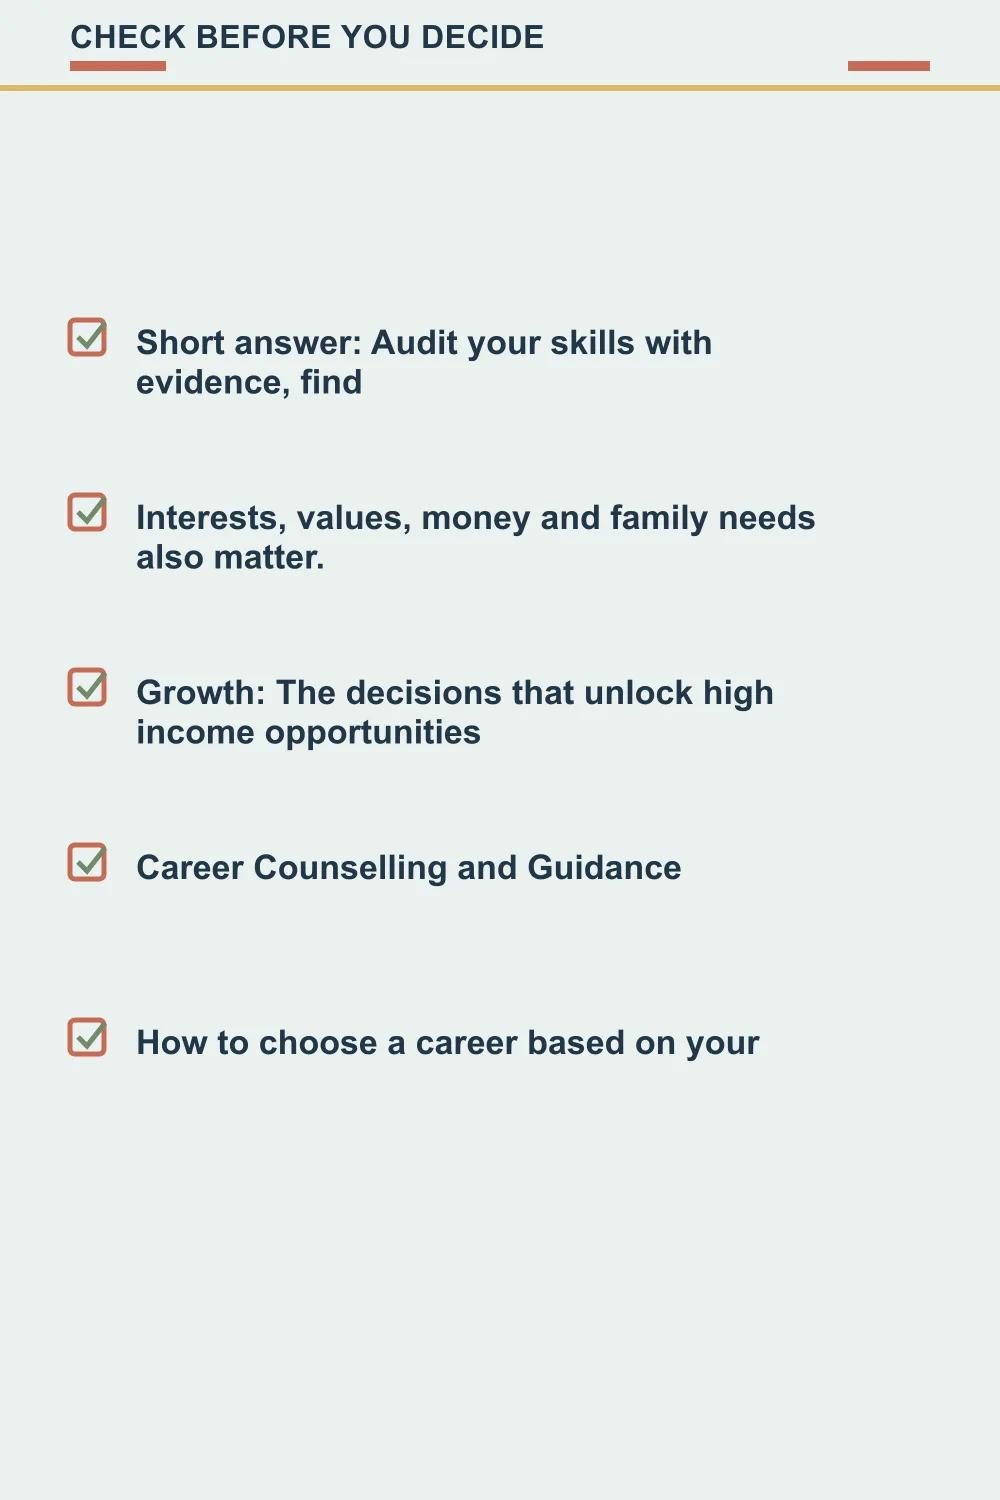 CHECK BEFORE YOU DECIDE
Short answer: Audit your skills with
evidence, find
Interests, values, money and family needs
also matter.
Growth: The decisions that unlock high
income opportunities
Career Counselling and Guidance
How to choose a career based on your